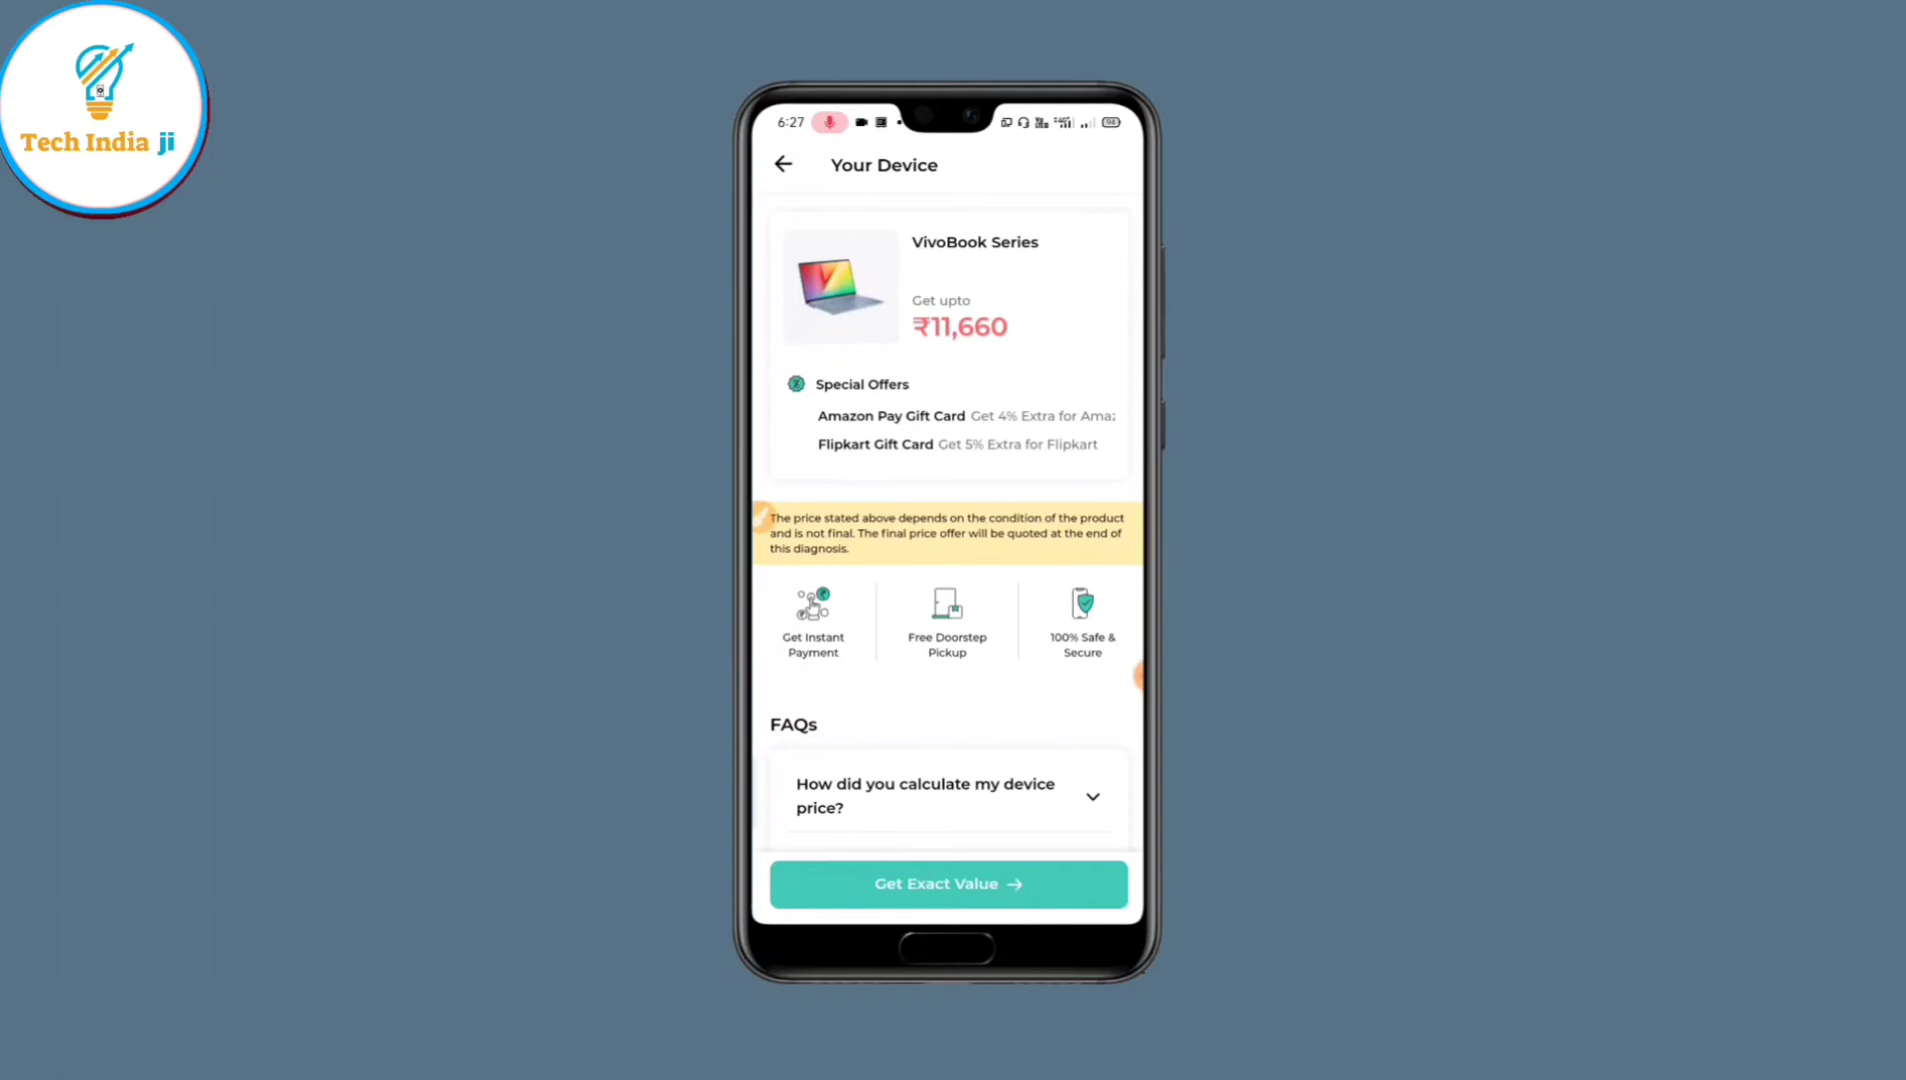 Tech India ji
6:27
94
Your Device
VivoBook Series
Get upto
₹11,660
Special Offers
Amazon Pay Gift Card Get 4% Extra for Amaz
Flipkart Gift Card Get 5% Extra for Flipkart
The price stated above depends on the condition of the product
and is not final. The final price offer will be quoted at the end of
this diagnosis.
Get Instant
Payment
Free Doorstep
Pickup
100% Safe &
Secure
FAQs
How did you calculate my device
price?
Get Exact Value →